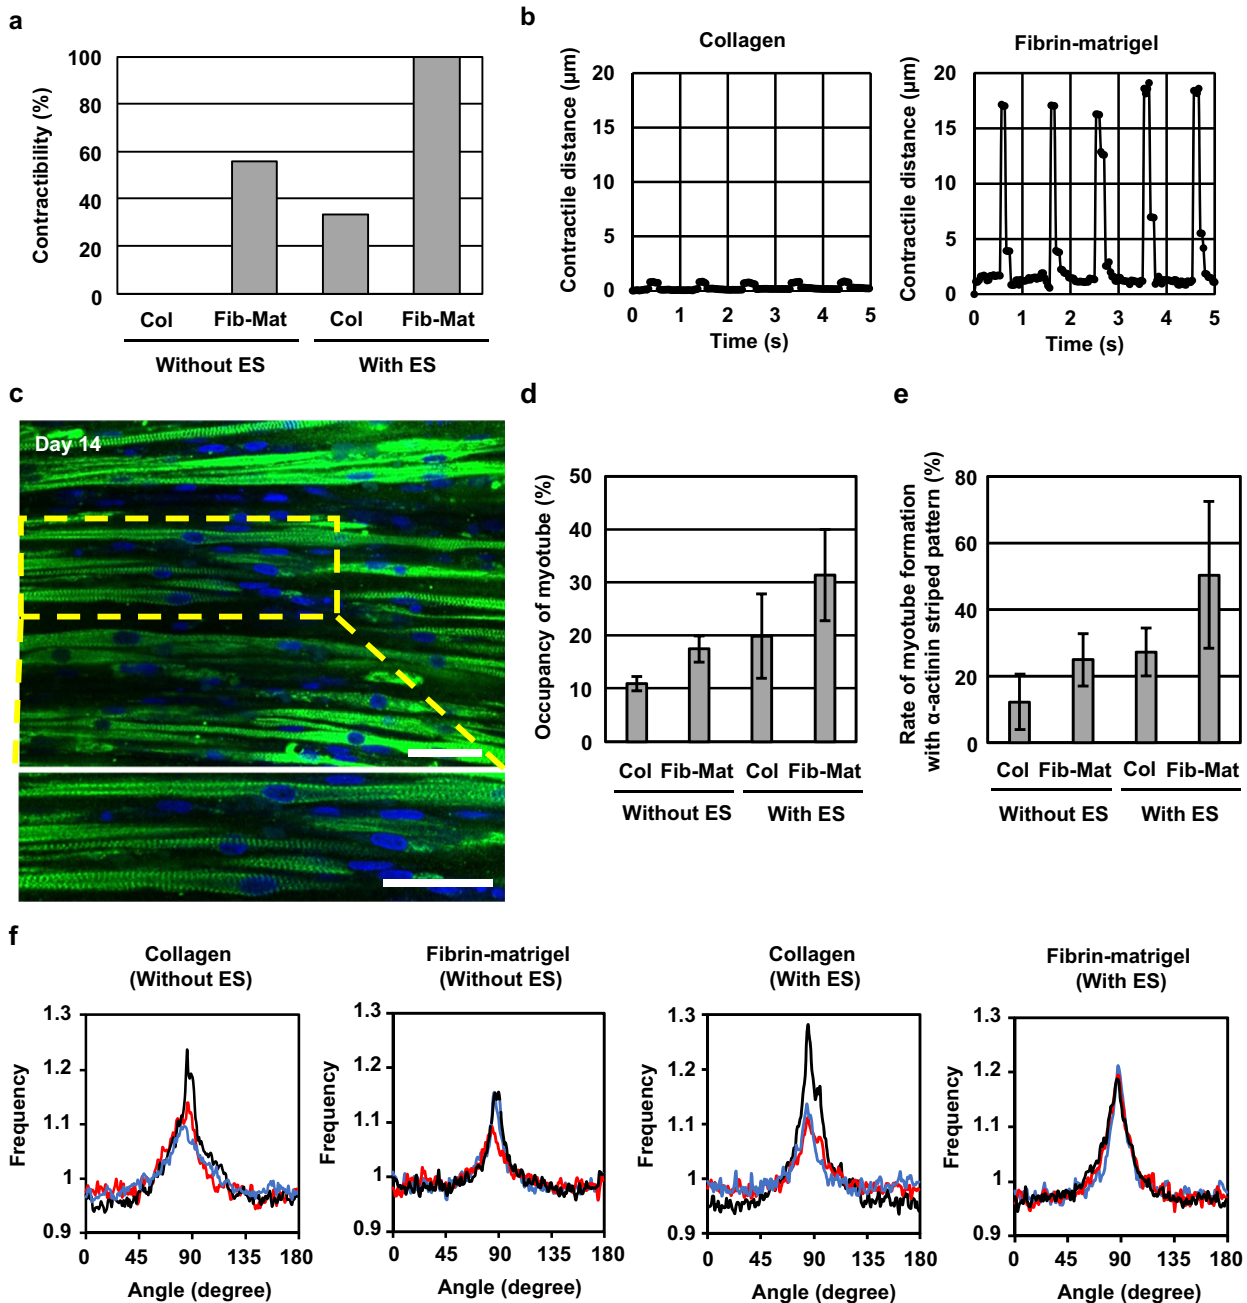 a
Contractibility (%)
100
80
60
40
20
0
Col
Fib-Mat
Col
Fib-Mat
Without ES
With ES
b
Collagen
Contractile distance (μm)
20
15
10
5
0
0 1 2 3 4 5
Time (s)
Fibrin-matrigel
Contractile distance (μm)
20
15
10
5
0
0 1 2 3 4 5
Time (s)
c
Day 14
d
Occupancy of myotube (%)
50
40
30
20
10
0
Col Fib-Mat Col Fib-Mat
Without ES
With ES
e
Rate of myotube formation
with α-actinin striped pattern (%)
80
60
40
20
0
Col Fib-Mat Col Fib-Mat
Without ES
With ES
f
Collagen
(Without ES)
Frequency
1.3
1.2
1.1
1
0.9
0 45 90 135 180
Angle (degree)
Fibrin-matrigel
(Without ES)
Frequency
1.3
1.2
1.1
1
0.9
0 45 90 135 180
Angle (degree)
Collagen
(With ES)
Frequency
1.3
1.2
1.1
1
0.9
0 45 90 135 180
Angle (degree)
Fibrin-matrigel
(With ES)
Frequency
1.3
1.2
1.1
1
0.9
0 45 90 135 180
Angle (degree)